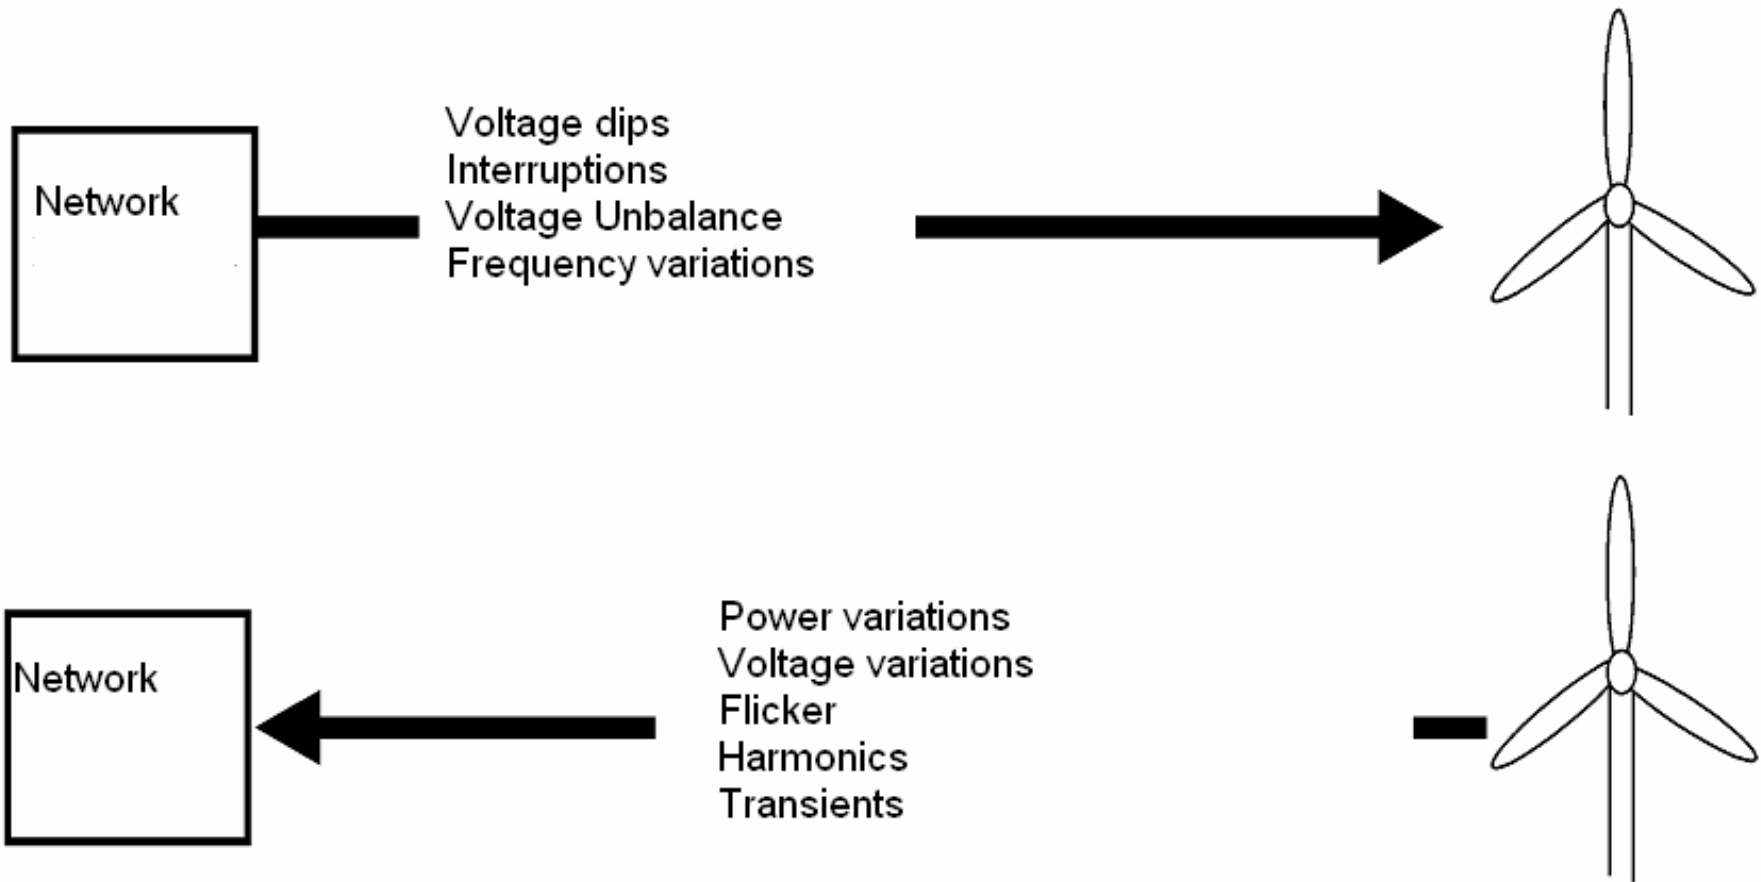 Network
Voltage dips
Interruptions
Voltage Unbalance
Frequency variations
Network
Power variations
Voltage variations
Flicker
Harmonics
Transients